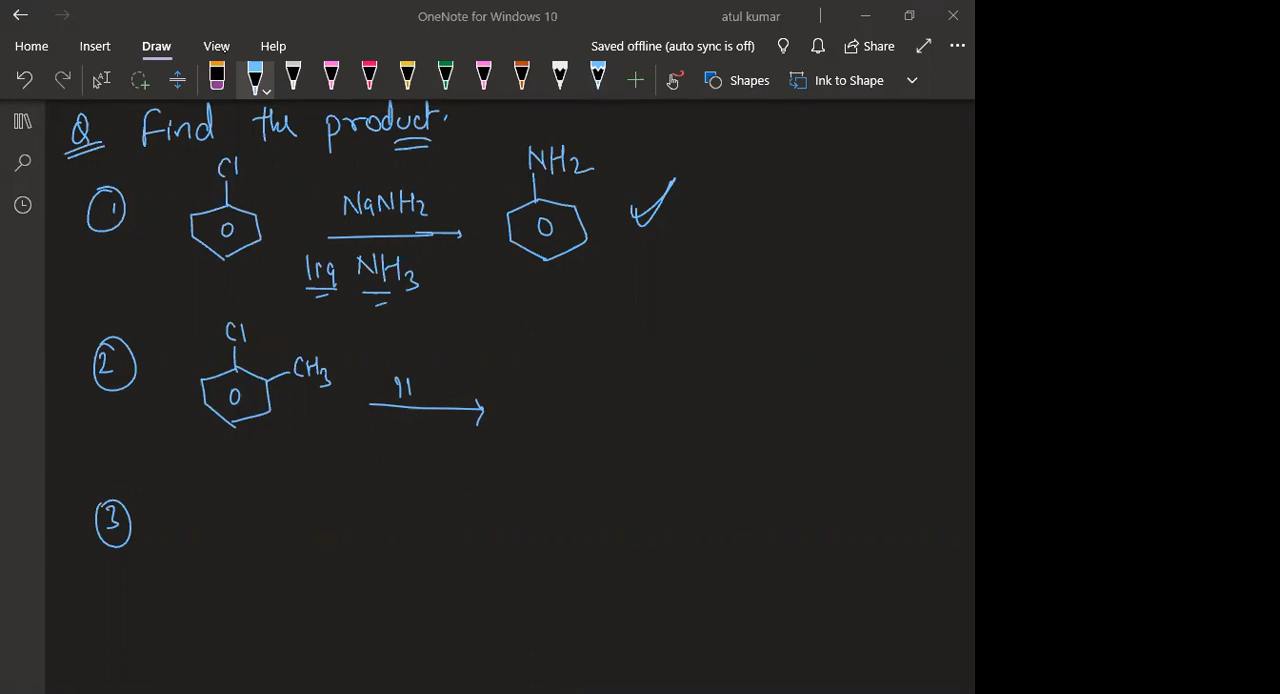 OneNote for Windows 10
atul kumar
Home Insert Draw View Help
Saved offline (auto sync is off)
Share
Shapes
Ink to Shape
Q Find the product.
1
Cl
NaNH2
liq NH3
NH2
2
Cl
CH3
"
3